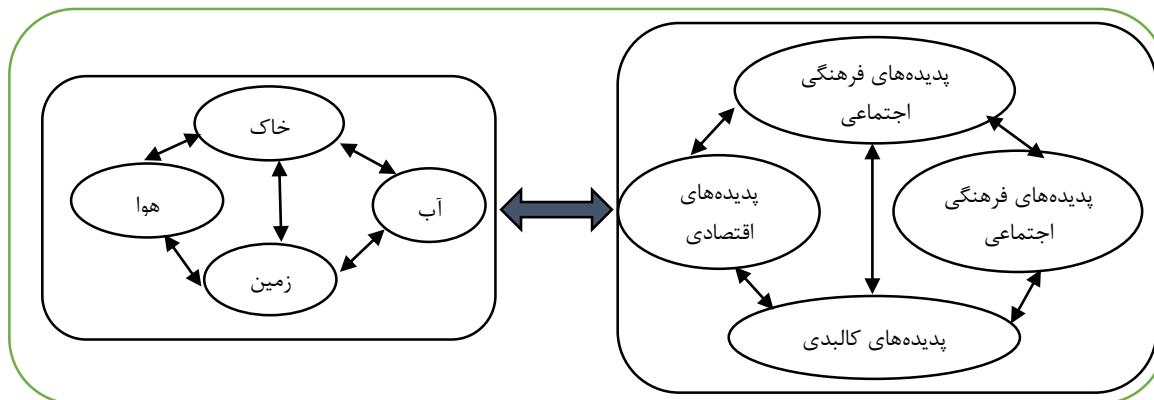 پدیده‌های فرهنگی
اجتماعی
پدیده‌های فرهنگی
اجتماعی
پدیده‌های
اقتصادی
پدیده‌های کالبدی
خاک
آب
هوا
زمین